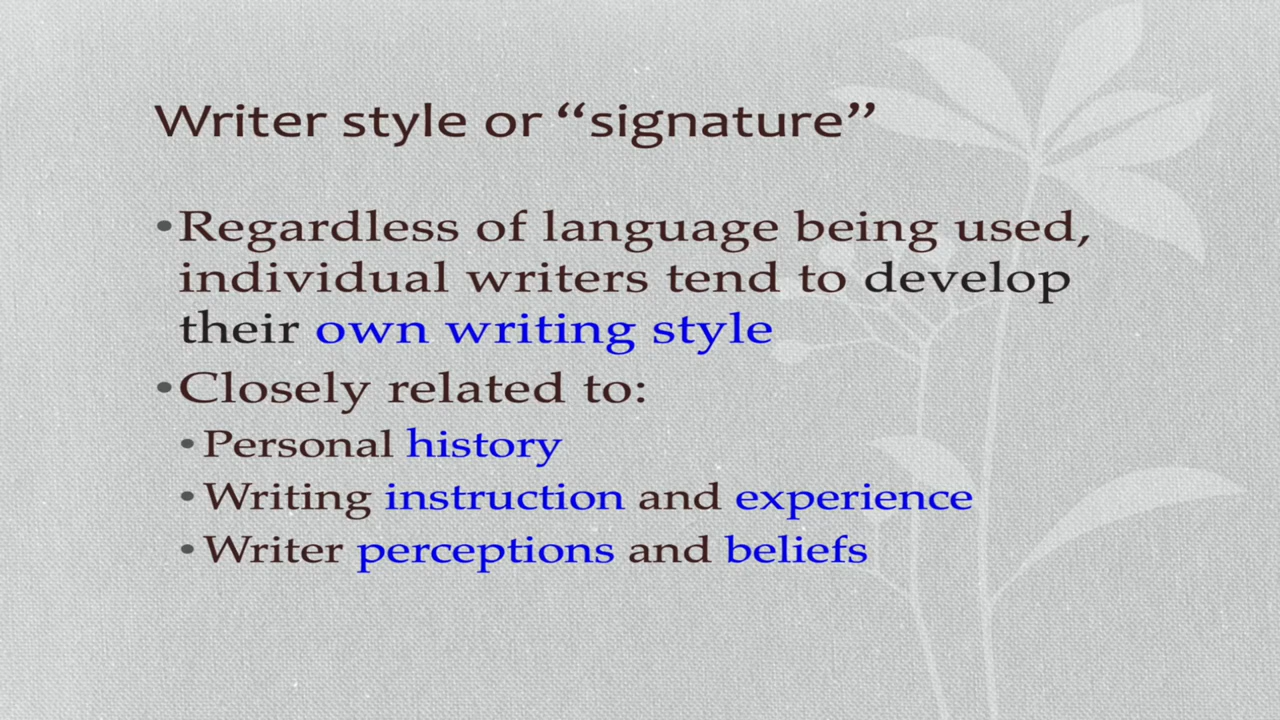 Writer style or “signature”
•Regardless of language being used,
individual writers tend to develop
their own writing style
•Closely related to:
• Personal history
• Writing instruction and experience
• Writer perceptions and beliefs